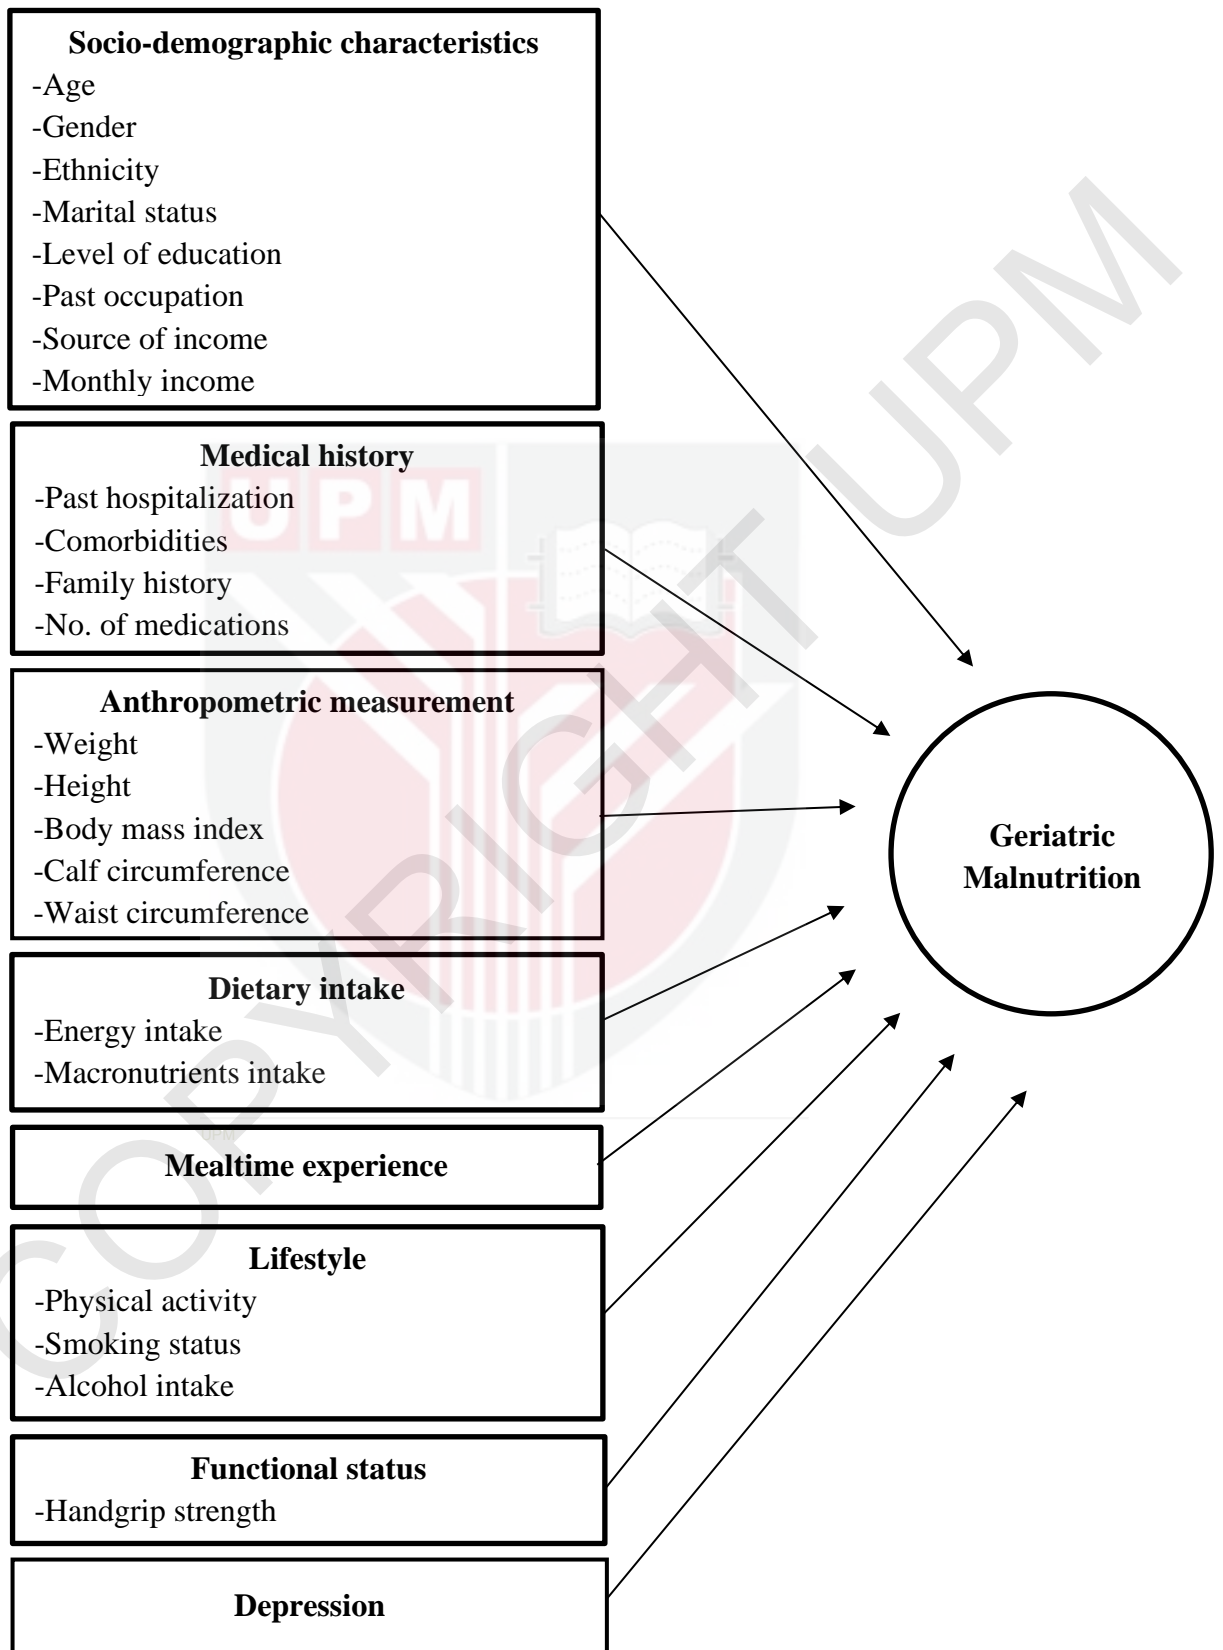 Socio-demographic characteristics
-Age
-Gender
-Ethnicity
-Marital status
-Level of education
-Past occupation
-Source of income
-Monthly income
Medical history
-Past hospitalization
-Comorbidities
-Family history
-No. of medications
Anthropometric measurement
-Weight
-Height
-Body mass index
-Calf circumference
-Waist circumference
Dietary intake
-Energy intake
-Macronutrients intake
Mealtime experience
Lifestyle
-Physical activity
-Smoking status
-Alcohol intake
Functional status
-Handgrip strength
Depression
Geriatric
Malnutrition
UPM
UPM
COPYRIGHT UPM